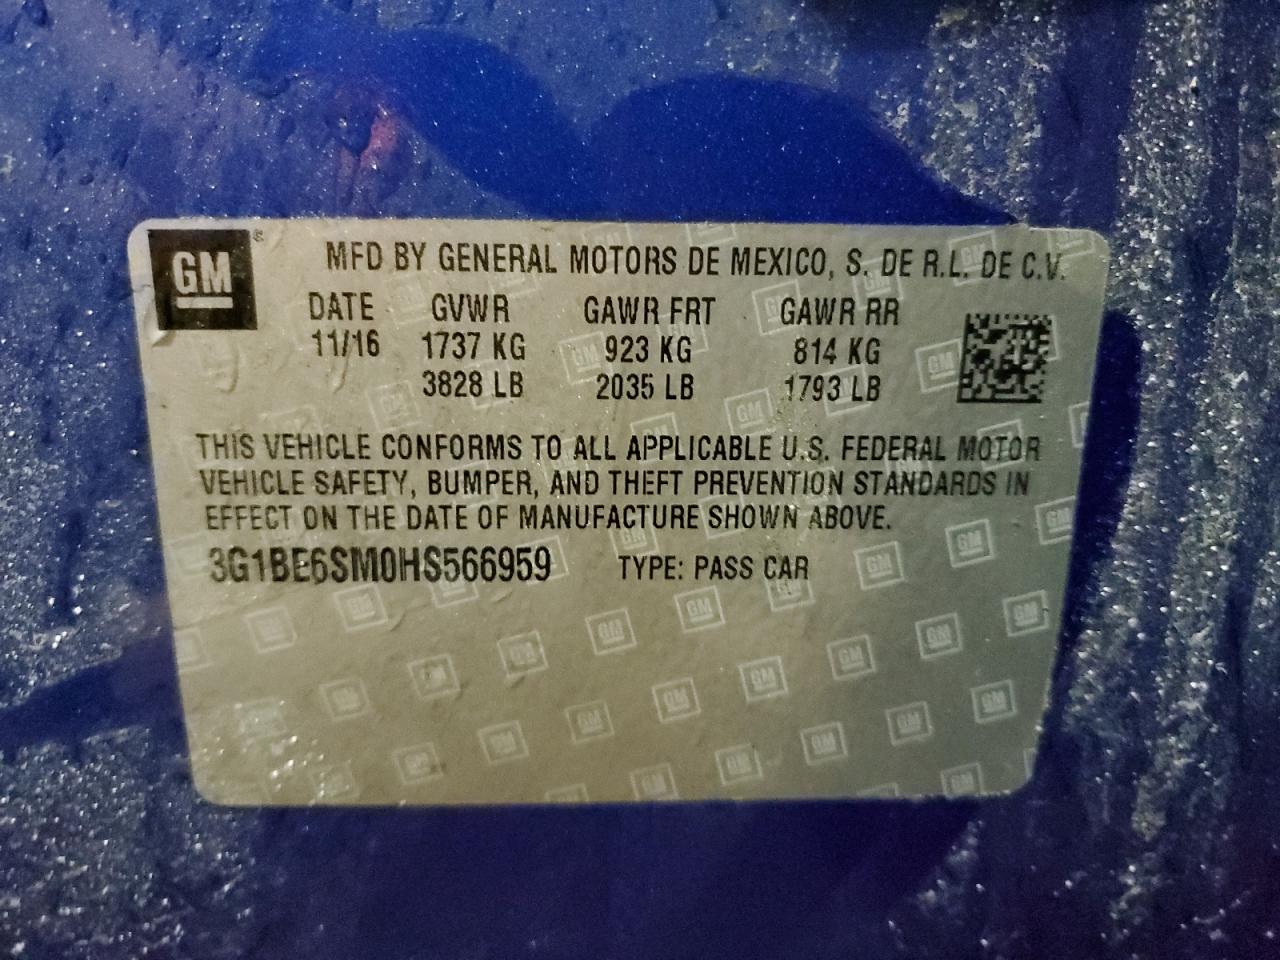 GM
MFD BY GENERAL MOTORS DE MEXICO, S. DE R.L. DE C.V.
DATE GVWR GAWR FRT GAWR RR
11/16 1737 KG 923 KG 814 KG
3828 LB 2035 LB 1793 LB
THIS VEHICLE CONFORMS TO ALL APPLICABLE U.S. FEDERAL MOTOR
VEHICLE SAFETY, BUMPER, AND THEFT PREVENTION STANDARDS IN
EFFECT ON THE DATE OF MANUFACTURE SHOWN ABOVE.
3G1BE6SM0HS566959 TYPE: PASS CAR